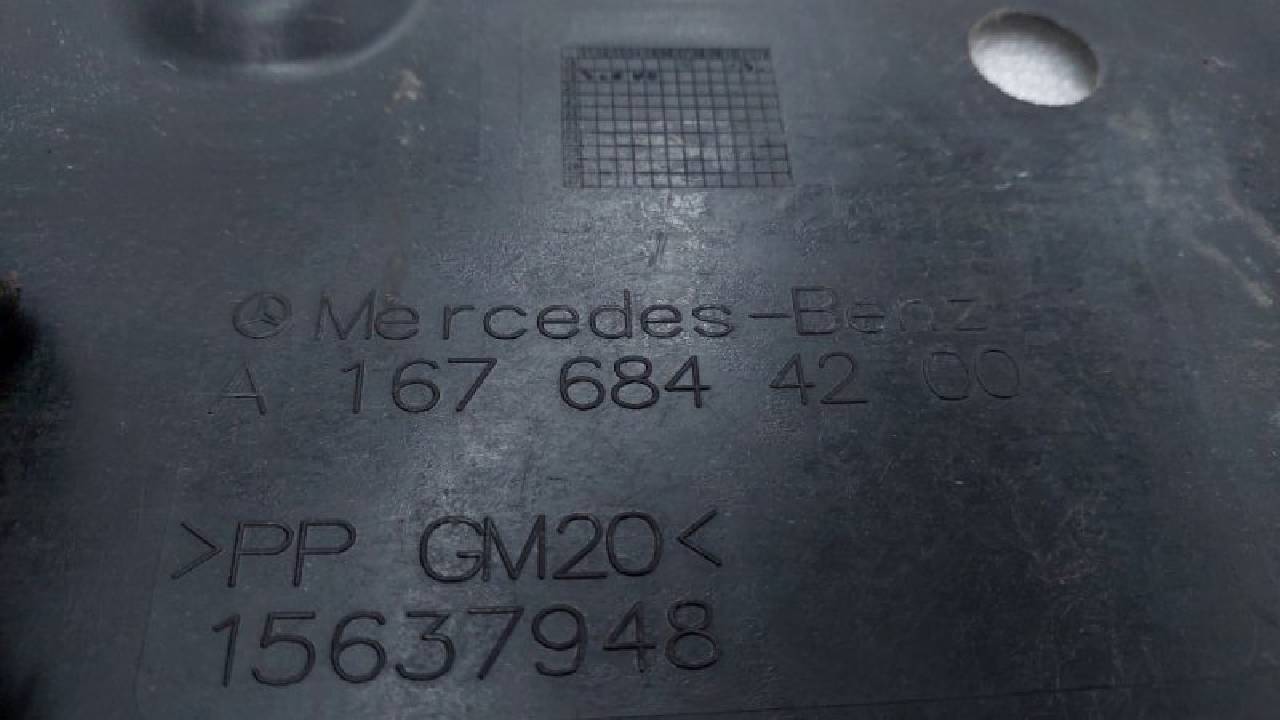 Mercedes-Benz
A 167 684 42 00
>PP GM20<
15637948